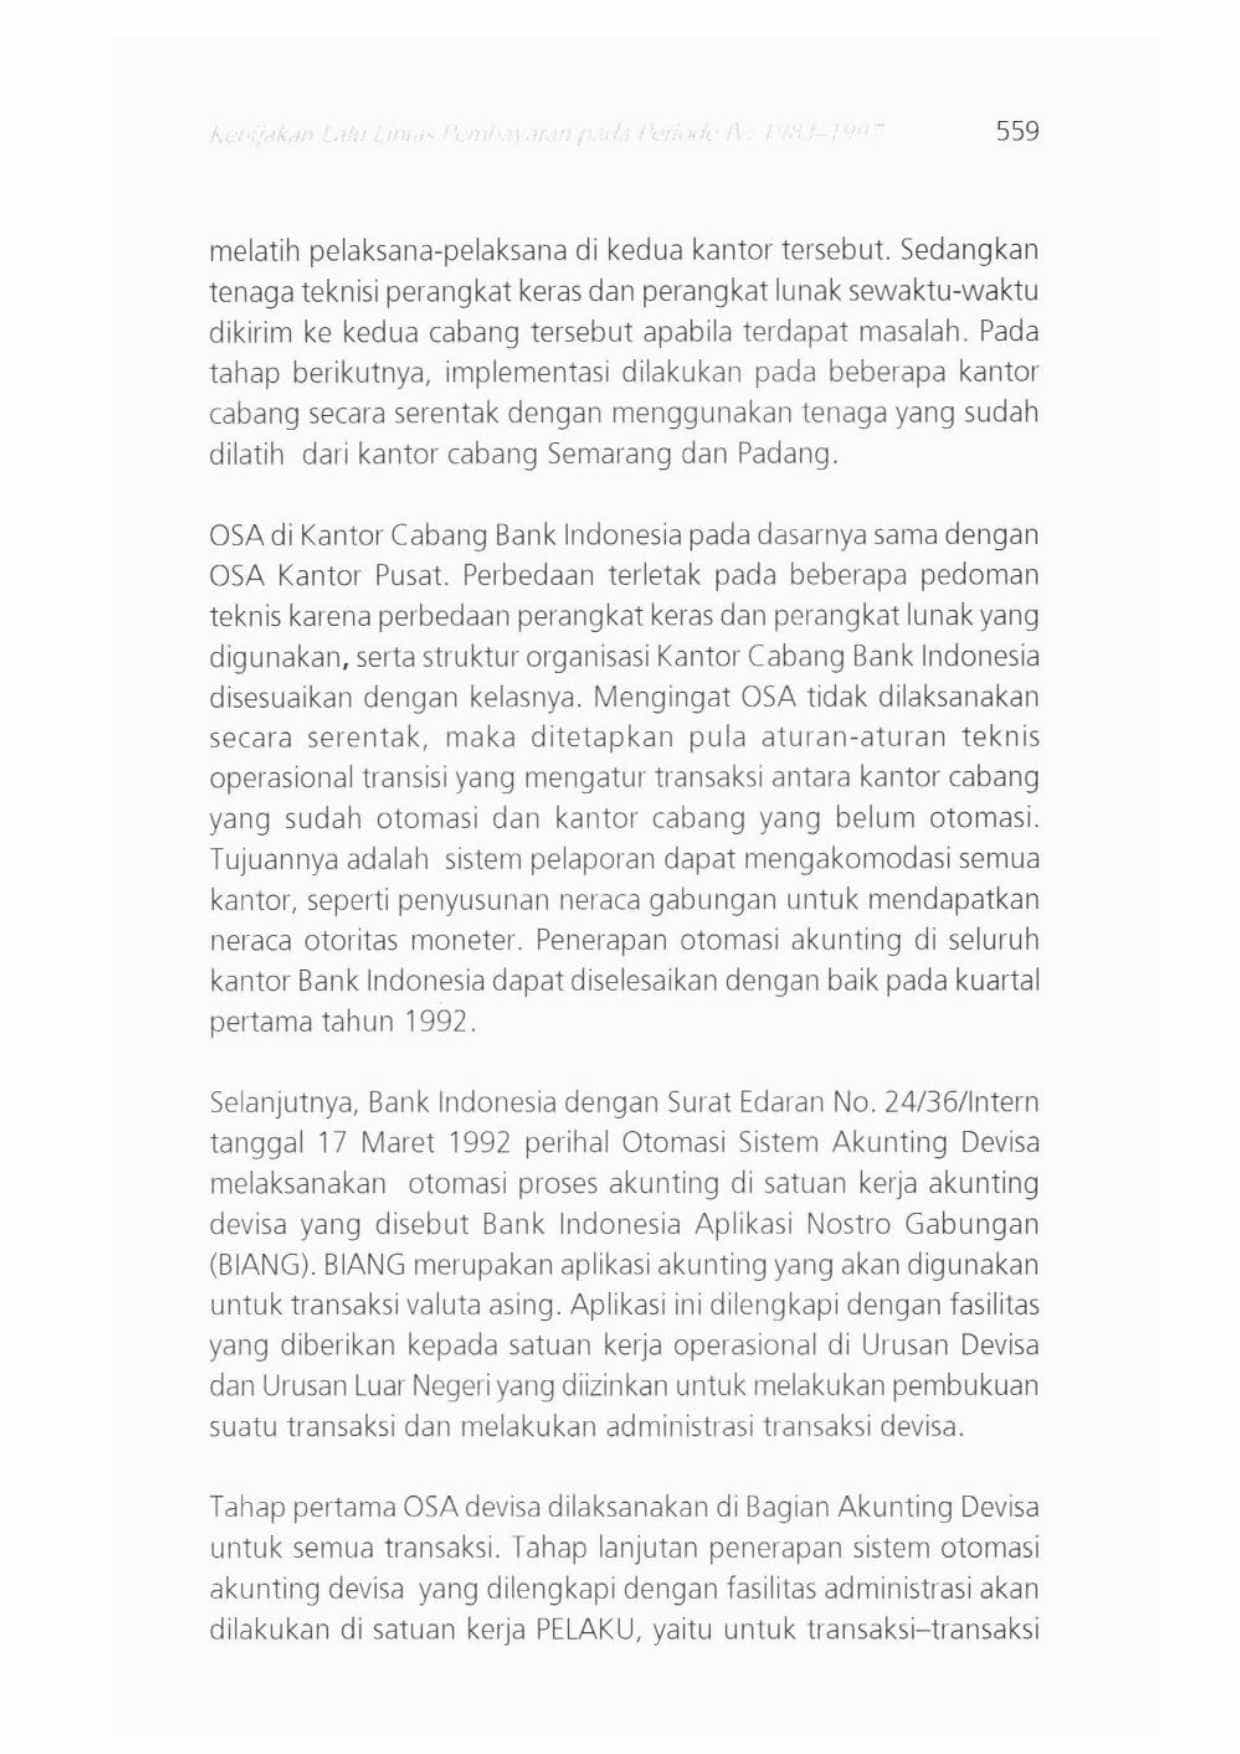 Kebijakan Lalu Lintas Pembayaran pada Periode IV: 1983–1997 559
melatih pelaksana-pelaksana di kedua kantor tersebut. Sedangkan
tenaga teknisi perangkat keras dan perangkat lunak sewaktu-waktu
dikirim ke kedua cabang tersebut apabila terdapat masalah. Pada
tahap berikutnya, implementasi dilakukan pada beberapa kantor
cabang secara serentak dengan menggunakan tenaga yang sudah
dilatih dari kantor cabang Semarang dan Padang.
OSA di Kantor Cabang Bank Indonesia pada dasarnya sama dengan
OSA Kantor Pusat. Perbedaan terletak pada beberapa pedoman
teknis karena perbedaan perangkat keras dan perangkat lunak yang
digunakan, serta struktur organisasi Kantor Cabang Bank Indonesia
disesuaikan dengan kelasnya. Mengingat OSA tidak dilaksanakan
secara serentak, maka ditetapkan pula aturan-aturan teknis
operasional transisi yang mengatur transaksi antara kantor cabang
yang sudah otomasi dan kantor cabang yang belum otomasi.
Tujuannya adalah sistem pelaporan dapat mengakomodasi semua
kantor, seperti penyusunan neraca gabungan untuk mendapatkan
neraca otoritas moneter. Penerapan otomasi akunting di seluruh
kantor Bank Indonesia dapat diselesaikan dengan baik pada kuartal
pertama tahun 1992.
Selanjutnya, Bank Indonesia dengan Surat Edaran No. 24/36/Intern
tanggal 17 Maret 1992 perihal Otomasi Sistem Akunting Devisa
melaksanakan otomasi proses akunting di satuan kerja akunting
devisa yang disebut Bank Indonesia Aplikasi Nostro Gabungan
(BIANG). BIANG merupakan aplikasi akunting yang akan digunakan
untuk transaksi valuta asing. Aplikasi ini dilengkapi dengan fasilitas
yang diberikan kepada satuan kerja operasional di Urusan Devisa
dan Urusan Luar Negeri yang diizinkan untuk melakukan pembukuan
suatu transaksi dan melakukan administrasi transaksi devisa.
Tahap pertama OSA devisa dilaksanakan di Bagian Akunting Devisa
untuk semua transaksi. Tahap lanjutan penerapan sistem otomasi
akunting devisa yang dilengkapi dengan fasilitas administrasi akan
dilakukan di satuan kerja PELAKU, yaitu untuk transaksi–transaksi